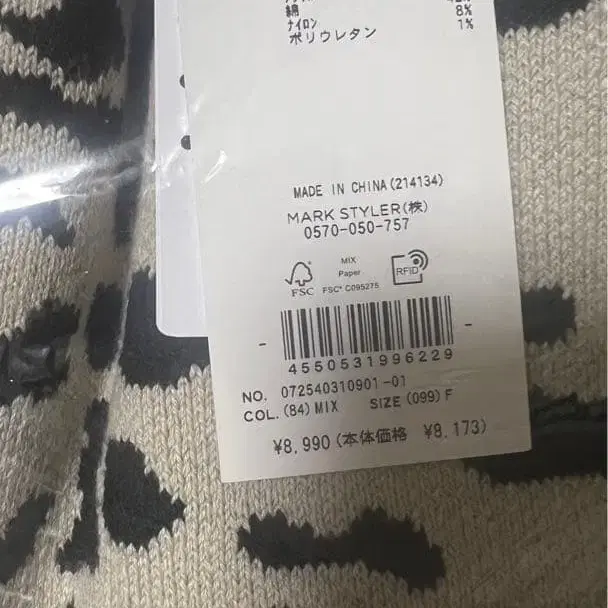 綿 8%
ナイロン 1%
ポリウレタン
MADE IN CHINA(214134)
MARK STYLER(株)
0570-050-757
MIX
Paper
FSC
FSC® C095275
RFID
4550531996229
NO. 072540310901-01
COL.(84)MIX SIZE(099)F
¥8,990(本体価格 ¥8,173)